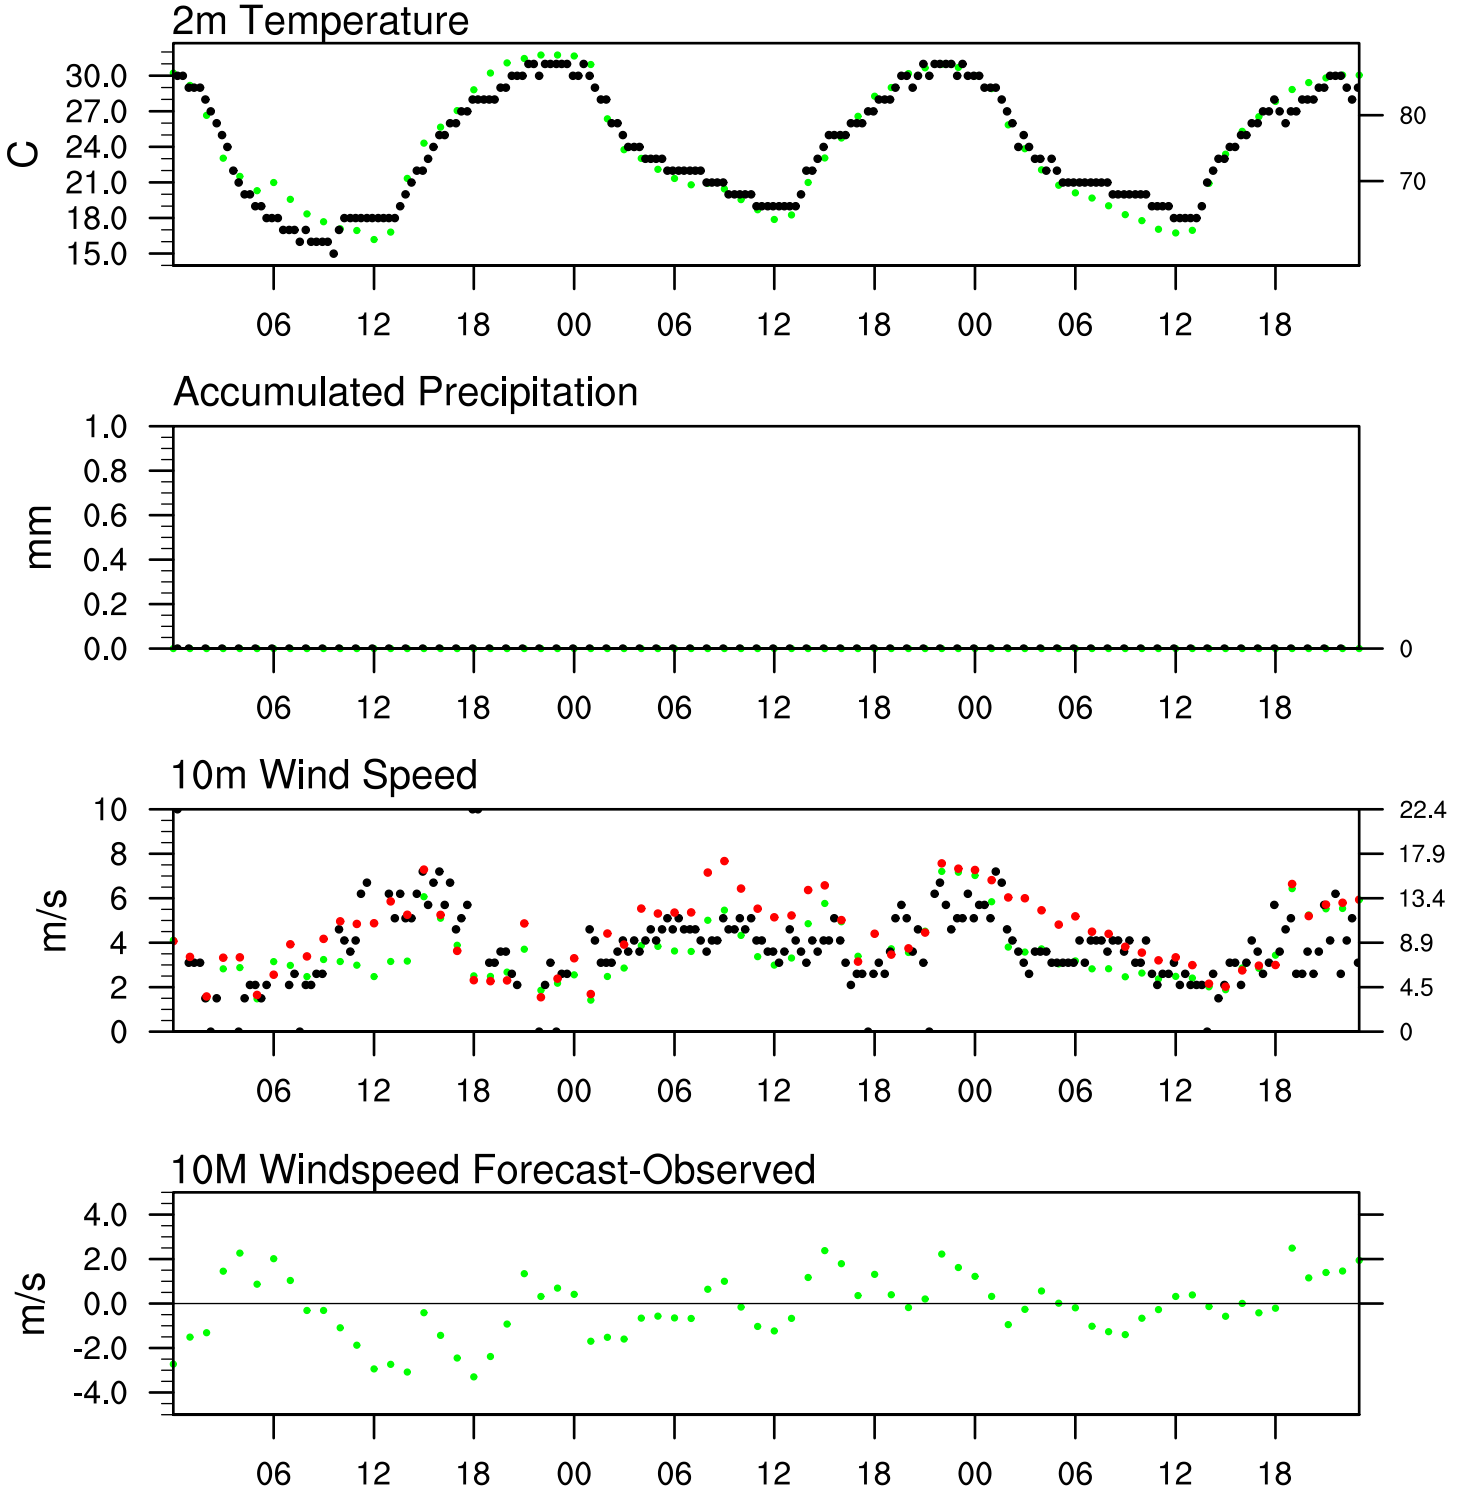 2m Temperature
30.0
27.0
24.0
21.0
18.0
15.0
C
80
70
06 12 18 00 06 12 18 00 06 12 18
Accumulated Precipitation
1.0
0.8
0.6
0.4
0.2
0.0
mm
0
06 12 18 00 06 12 18 00 06 12 18
10m Wind Speed
10
8
6
4
2
0
m/s
22.4
17.9
13.4
8.9
4.5
0
06 12 18 00 06 12 18 00 06 12 18
10M Windspeed Forecast-Observed
4.0
2.0
0.0
-2.0
-4.0
m/s
06 12 18 00 06 12 18 00 06 12 18